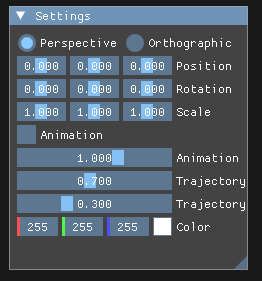 Settings
Perspective Orthographic
0.000 0.000 0.000 Position
0.000 0.000 0.000 Rotation
1.000 1.000 1.000 Scale
Animation
1.000 Animation
0.700 Trajectory
0.300 Trajectory
255 255 255 Color